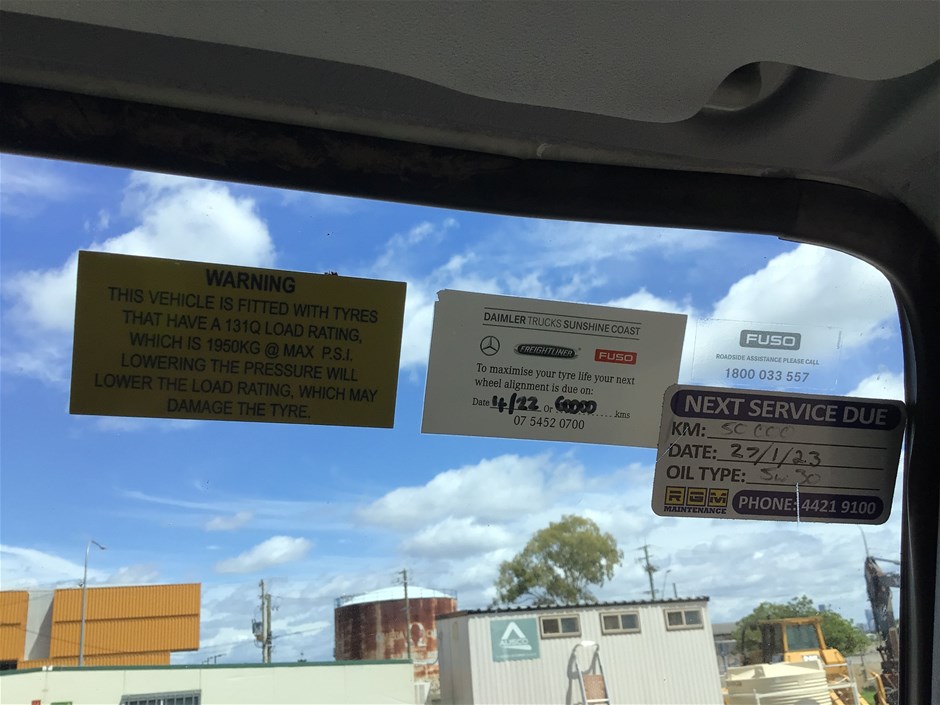 WARNING
THIS VEHICLE IS FITTED WITH TYRES
THAT HAVE A 131Q LOAD RATING,
WHICH IS 1950KG @ MAX P.S.I.
LOWERING THE PRESSURE WILL
LOWER THE LOAD RATING, WHICH MAY
DAMAGE THE TYRE.
DAIMLER TRUCKS SUNSHINE COAST
FREIGHTLINER FUSO
To maximise your tyre life your next
wheel alignment is due on:
Date 4/22 Or 60000 kms
07 5452 0700
FUSO
ROADSIDE ASSISTANCE PLEASE CALL
1800 033 557
NEXT SERVICE DUE
KM: 50 000
DATE: 27/1/23
OIL TYPE: 5W 30
RGM
MAINTENANCE
PHONE: 4421 9100